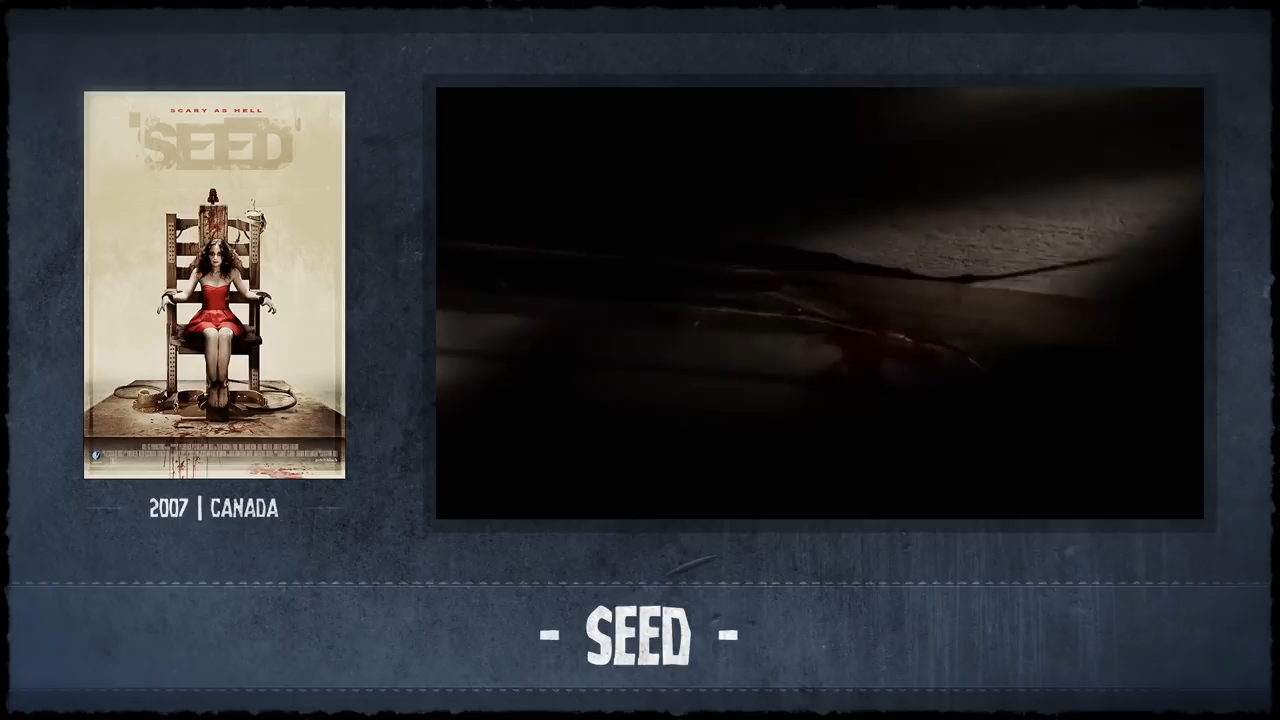 SCARY AS HELL
'SEED'
2007 | CANADA
- SEED -